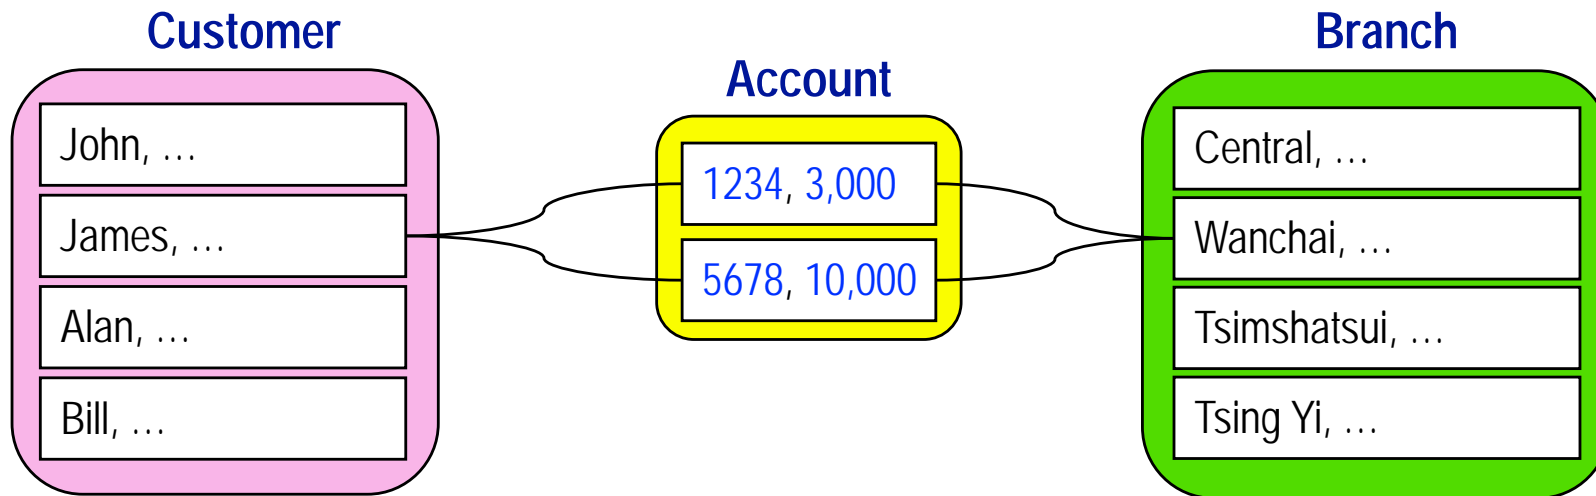 Customer
John, …
James, …
Alan, …
Bill, …
Account
1234, 3,000
5678, 10,000
Branch
Central, …
Wanchai, …
Tsimshatsui, …
Tsing Yi, …